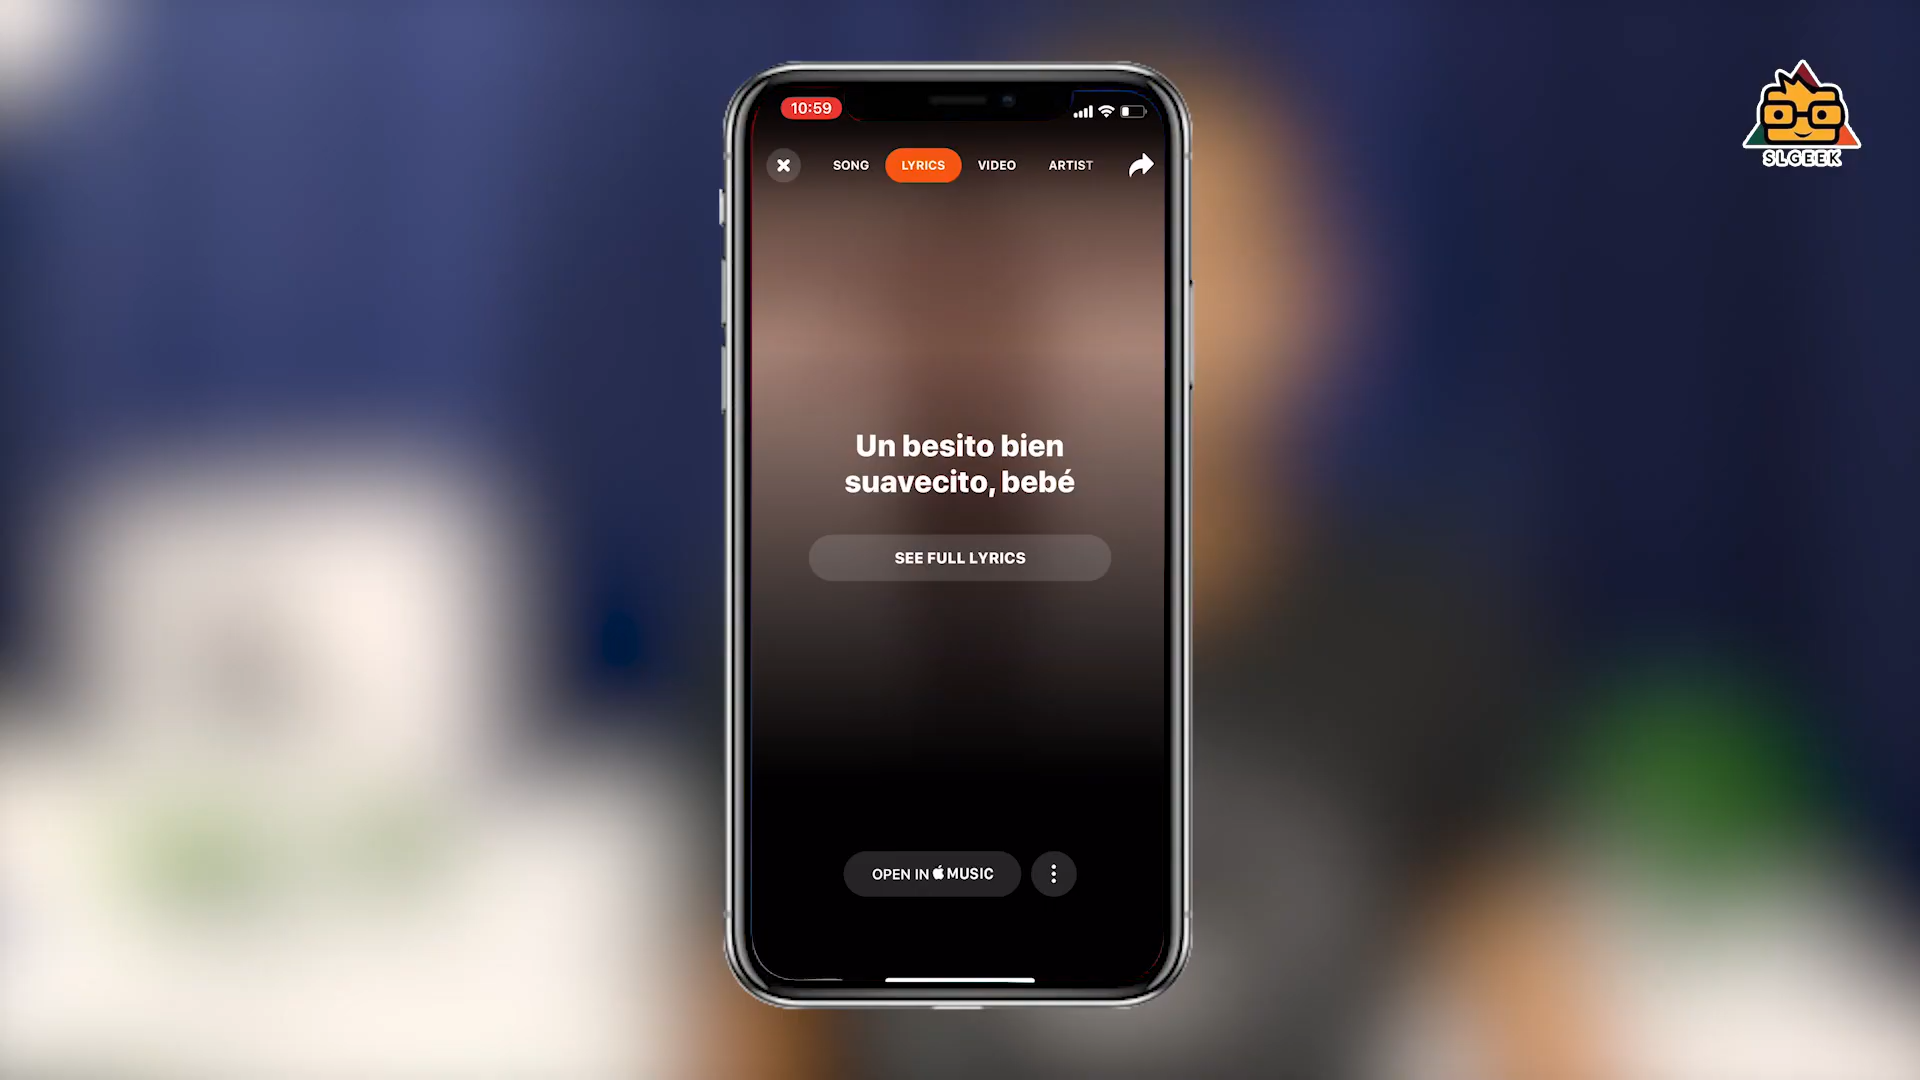 10:59
SONG LYRICS VIDEO ARTIST
Un besito bien
suavecito, bebé
SEE FULL LYRICS
OPEN IN MUSIC
SLGEEK